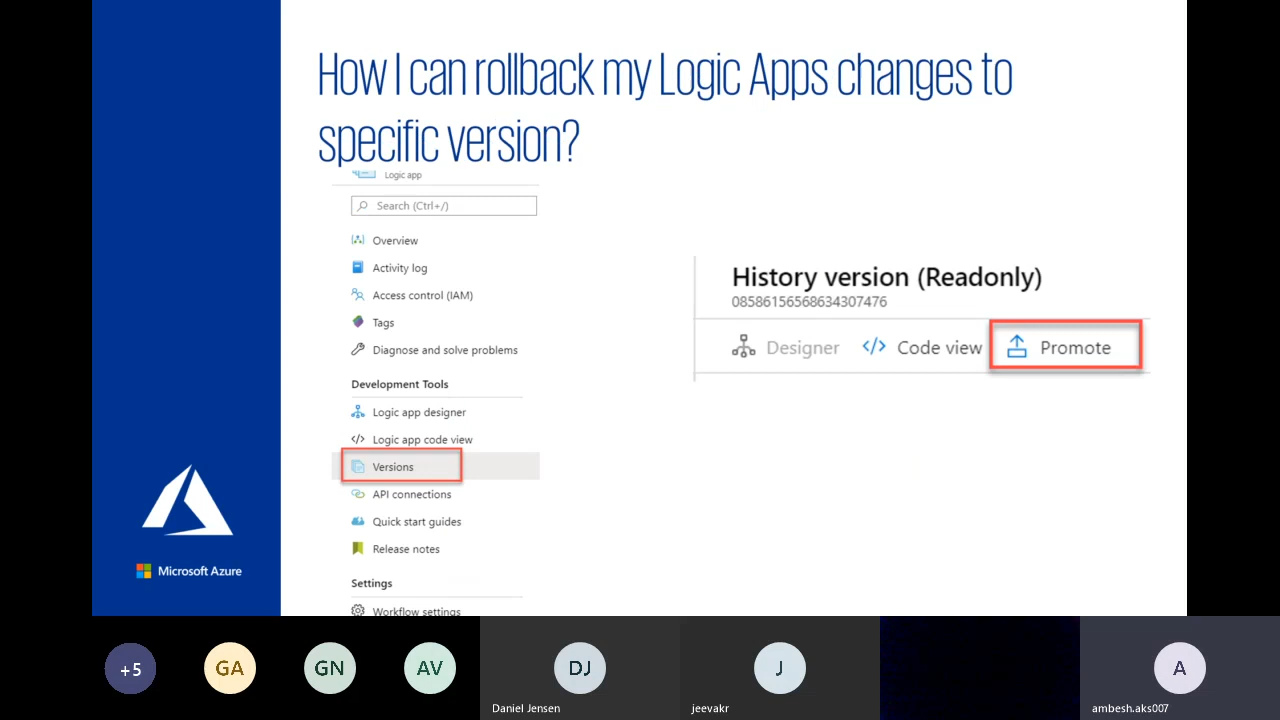 How I can rollback my Logic Apps changes to
specific version?
Logic app
Search (Ctrl+/)
Overview
Activity log
Access control (IAM)
Tags
Diagnose and solve problems
Development Tools
Logic app designer
Logic app code view
Versions
API connections
Quick start guides
Release notes
Settings
Workflow settings
History version (Readonly)
08586156568634307476
Designer
Code view
Promote
Microsoft Azure
+5
GA
GN
AV
DJ
Daniel Jensen
J
jeevakr
A
ambesh.aks007